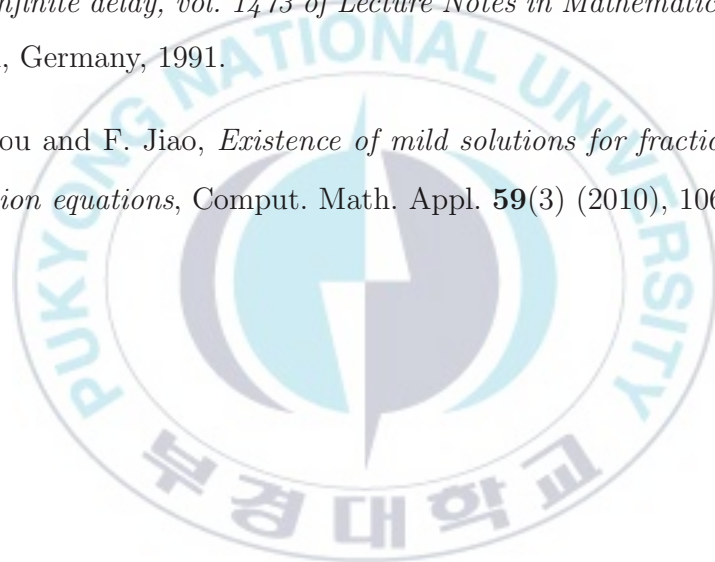 nfinite delay, vol. 1473 of Lecture Notes in Mathematic
, Germany, 1991.
ou and F. Jiao, Existence of mild solutions for fractio
ion equations, Comput. Math. Appl. 59(3) (2010), 106
PUKYONG NATIONAL UNIVERSITY
부경대학교